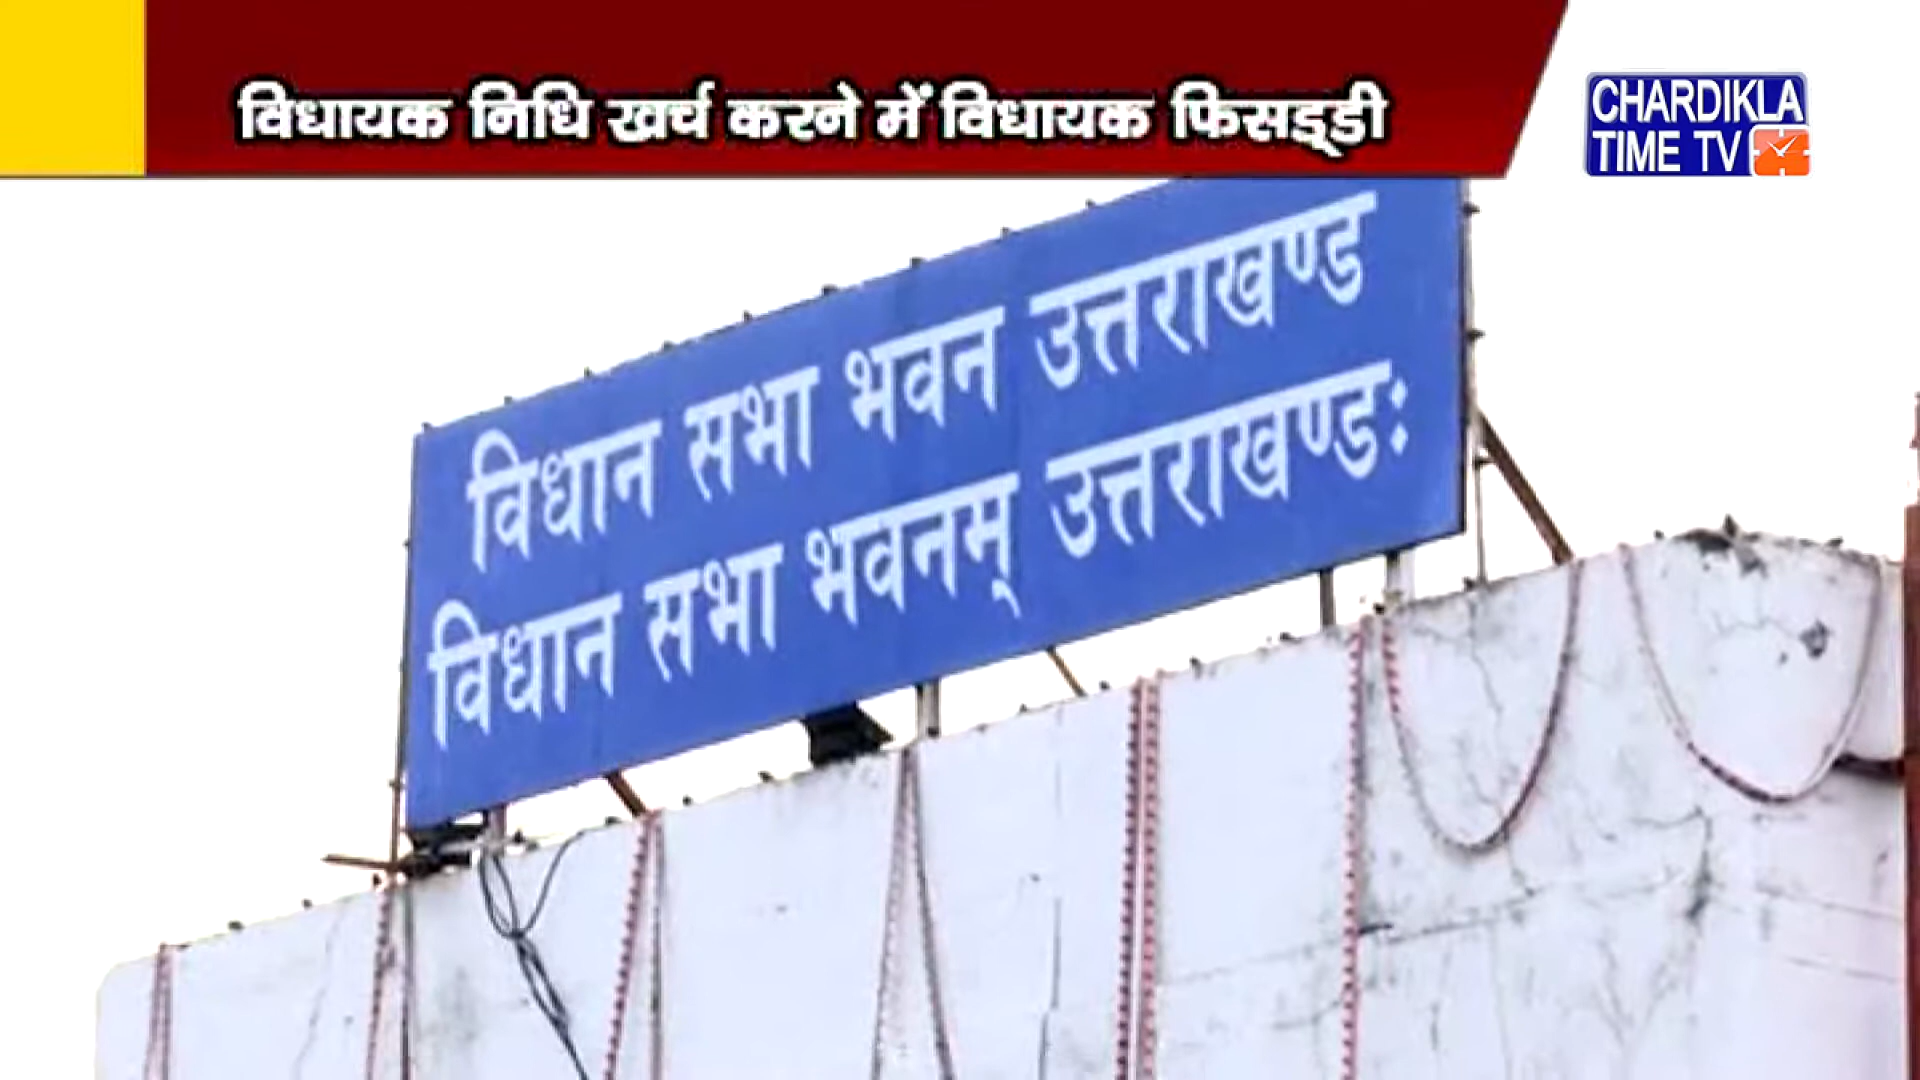 विधायक निधि खर्च करने में विधायक फिसड्डी
CHARDIKLA
TIME TV
विधान सभा भवन उत्तराखण्ड
विधान सभा भवनम् उत्तराखण्डः